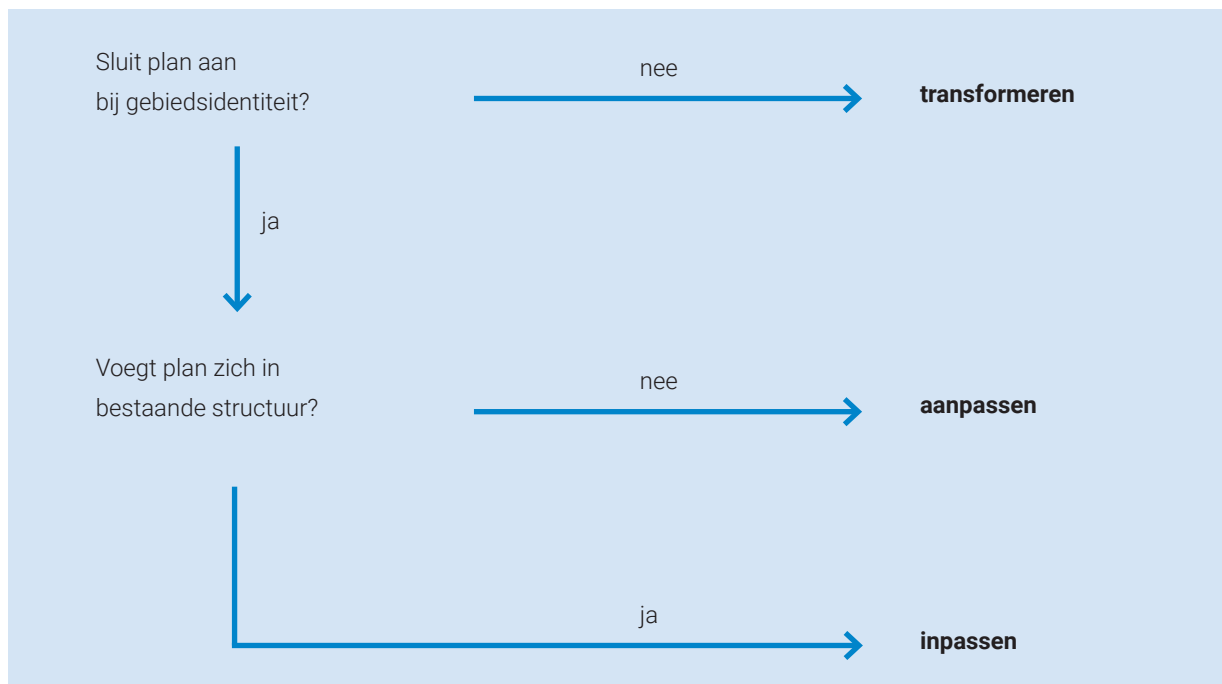 Sluit plan aan
bij gebiedsidentiteit?
nee
transformeren
ja
Voegt plan zich in
bestaande structuur?
nee
aanpassen
ja
inpassen